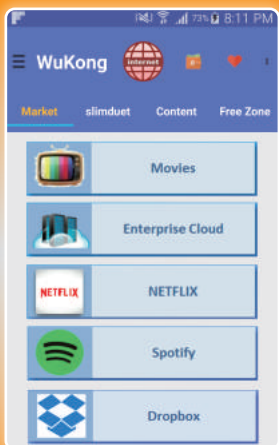 73% 8:11 PM
WuKong internet
Market slimduet Content Free Zone
Movies
Enterprise Cloud
NETFLIX NETFLIX
Spotify
Dropbox